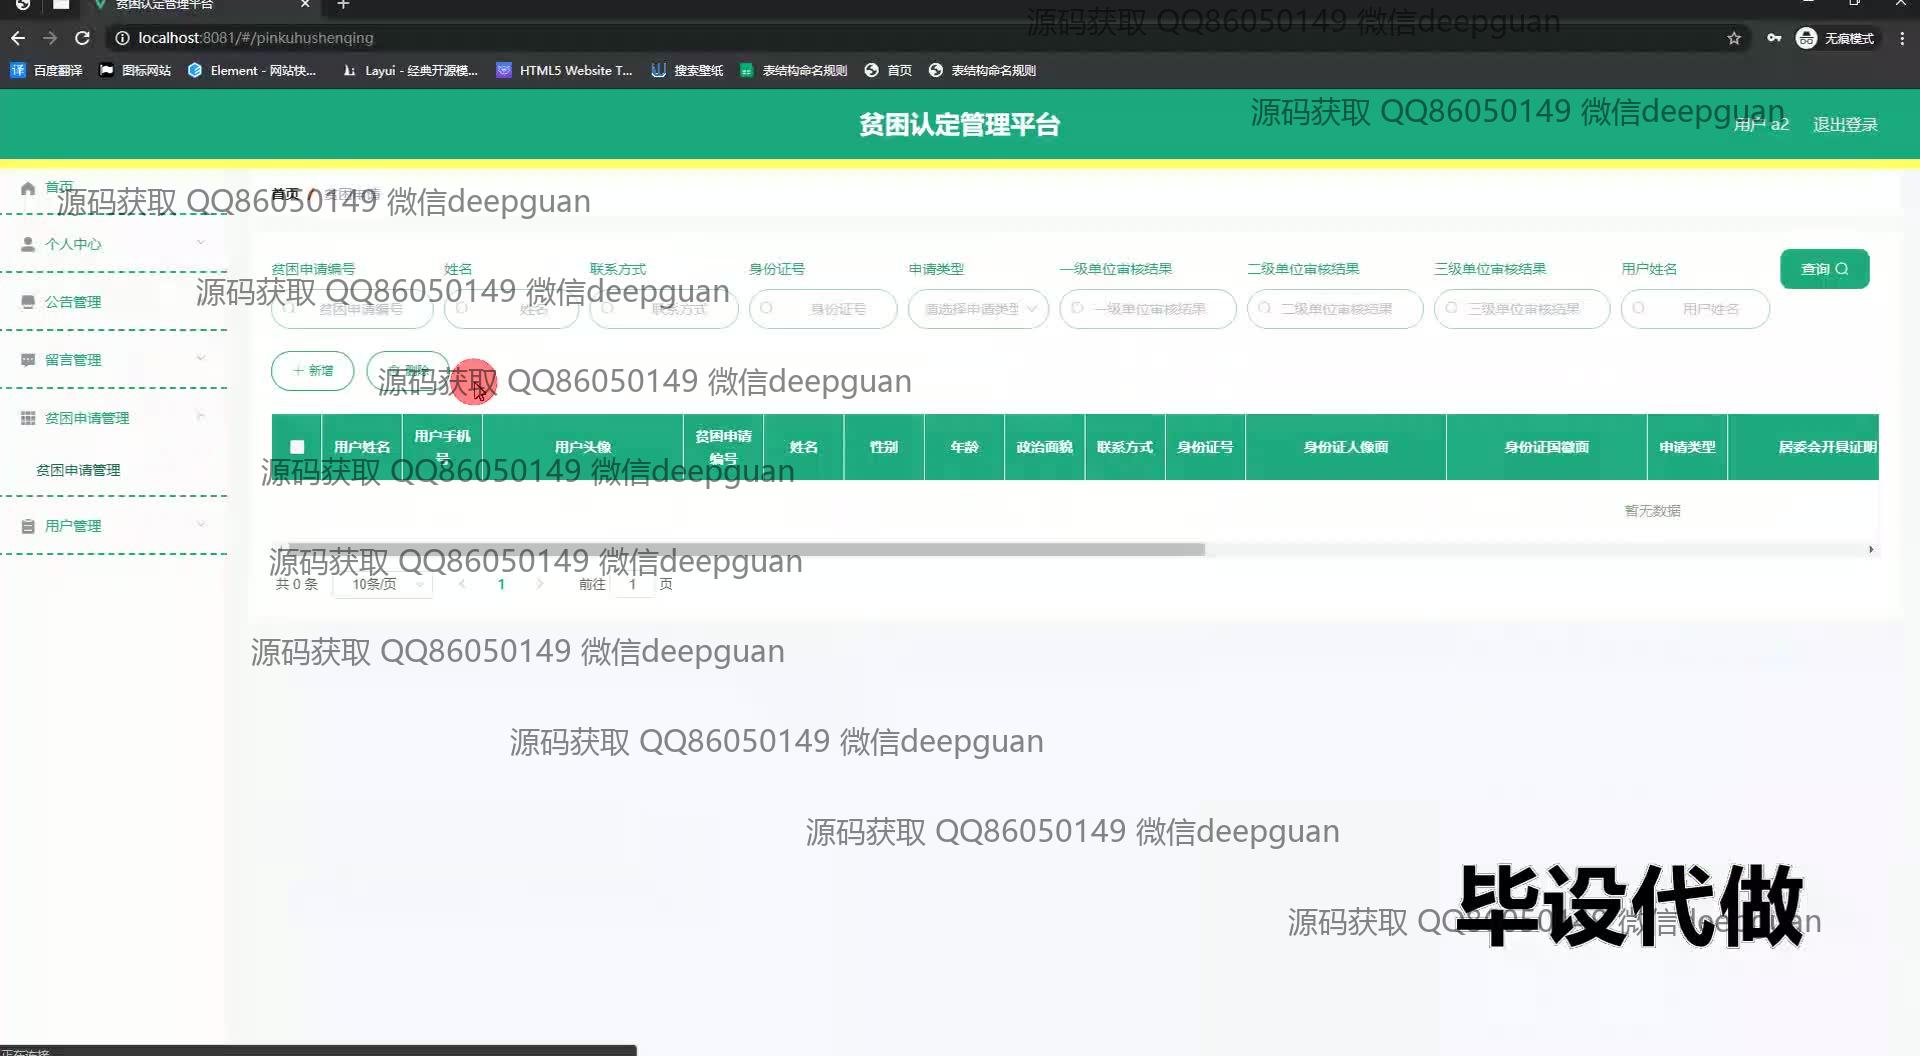 贫困认定管理平台
localhost:8081/#/pinkuhushenqing
无痕模式
百度翻译
图标网站
Element - 网站快...
Layui - 经典开源模...
HTML5 Website T...
搜索壁纸
表结构命名规则
首页
表结构命名规则
源码获取 QQ86050149 微信deepguan
贫困认定管理平台
用户 a2
退出登录
源码获取 QQ86050149 微信deepguan
首页
个人中心
公告管理
留言管理
贫困申请管理
贫困申请管理
用户管理
首页 / 贫困申请
源码获取 QQ86050149 微信deepguan
贫困申请编号 姓名 联系方式 身份证号 申请类型 一级单位审核结果 二级单位审核结果 三级单位审核结果 用户姓名
查询
贫困申请编号 姓名 联系方式 身份证号 请选择申请类型 一级单位审核结果 二级单位审核结果 三级单位审核结果 用户姓名
源码获取 QQ86050149 微信deepguan
+ 新增
删除
源码获取 QQ86050149 微信deepguan
用户姓名 用户手机号 用户头像 贫困申请编号 姓名 性别 年龄 政治面貌 联系方式 身份证号 身份证人像面 身份证国徽面 申请类型 居委会开具证明
源码获取 QQ86050149 微信deepguan
暂无数据
源码获取 QQ86050149 微信deepguan
共 0 条 10条/页 < 1 > 前往 1 页
源码获取 QQ86050149 微信deepguan
源码获取 QQ86050149 微信deepguan
源码获取 QQ86050149 微信deepguan
源码获取 QQ86050149 微信deepguan
毕设代做
正在连接